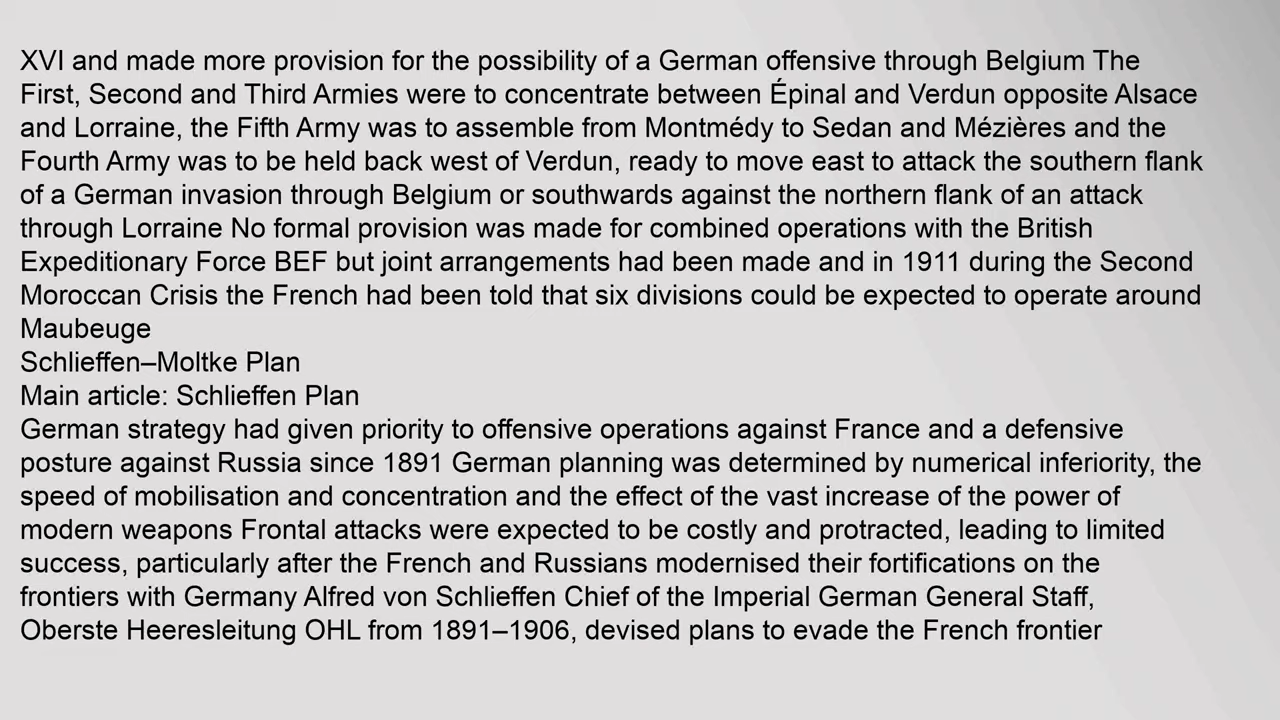 XVI and made more provision for the possibility of a German offensive through Belgium The
First, Second and Third Armies were to concentrate between Épinal and Verdun opposite Alsace
and Lorraine, the Fifth Army was to assemble from Montmédy to Sedan and Mézières and the
Fourth Army was to be held back west of Verdun, ready to move east to attack the southern flank
of a German invasion through Belgium or southwards against the northern flank of an attack
through Lorraine No formal provision was made for combined operations with the British
Expeditionary Force BEF but joint arrangements had been made and in 1911 during the Second
Moroccan Crisis the French had been told that six divisions could be expected to operate around
Maubeuge
Schlieffen–Moltke Plan
Main article: Schlieffen Plan
German strategy had given priority to offensive operations against France and a defensive
posture against Russia since 1891 German planning was determined by numerical inferiority, the
speed of mobilisation and concentration and the effect of the vast increase of the power of
modern weapons Frontal attacks were expected to be costly and protracted, leading to limited
success, particularly after the French and Russians modernised their fortifications on the
frontiers with Germany Alfred von Schlieffen Chief of the Imperial German General Staff,
Oberste Heeresleitung OHL from 1891–1906, devised plans to evade the French frontier